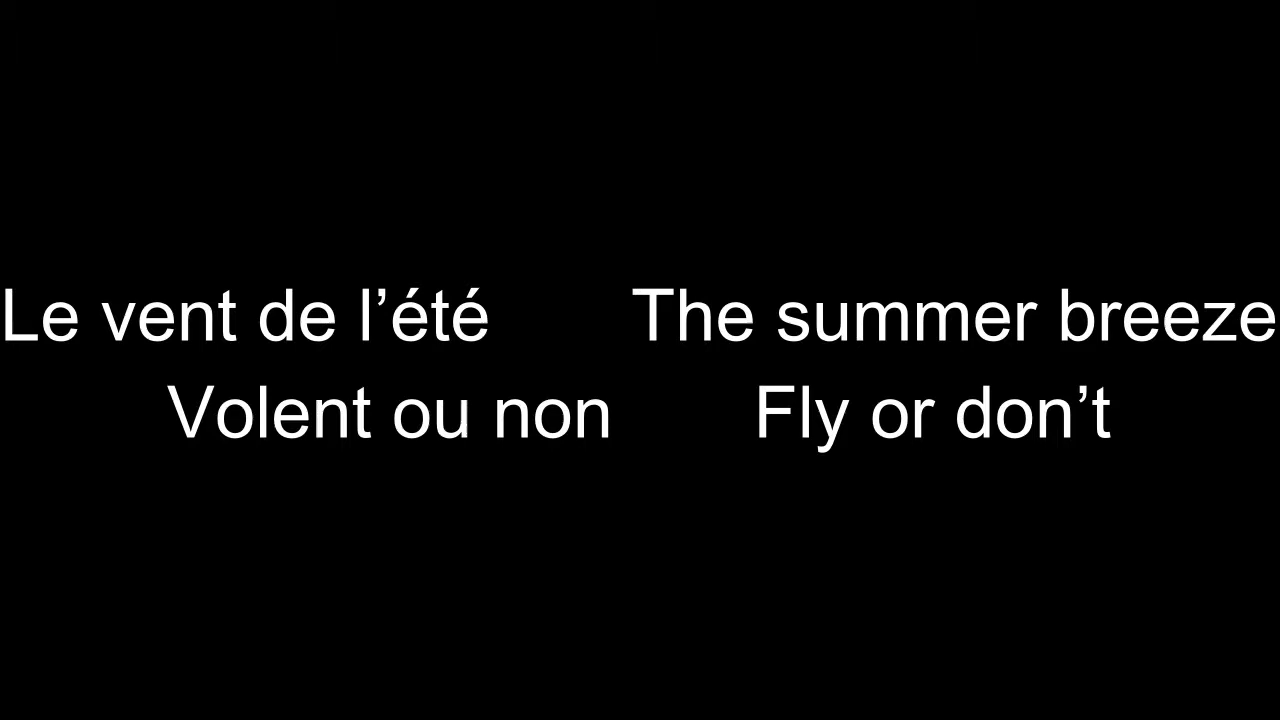 Le vent de l’été The summer breeze
Volent ou non Fly or don’t